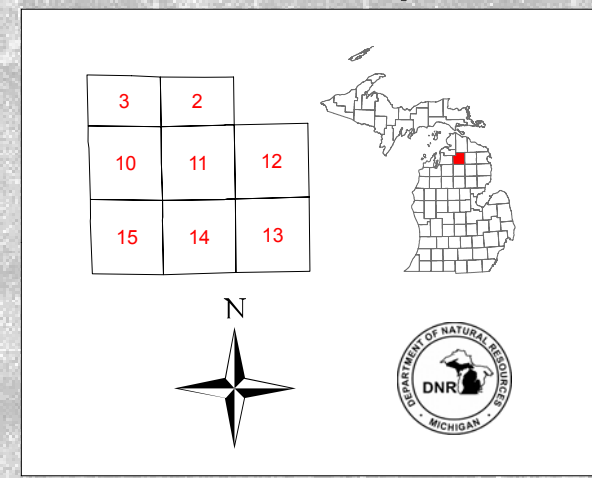 3 2
10 11 12
15 14 13
N
DEPARTMENT OF NATURAL RESOURCES
DNR
MICHIGAN